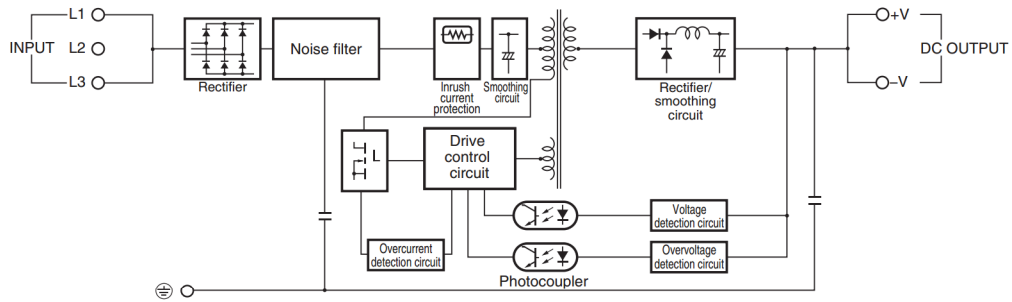 L1
INPUT
L2
L3
Rectifier
Noise filter
Inrush
current
protection
Smoothing
circuit
Rectifier/
smoothing
circuit
+V
DC OUTPUT
–V
Drive
control
circuit
Overcurrent
detection circuit
Voltage
detection circuit
Overvoltage
detection circuit
Photocoupler